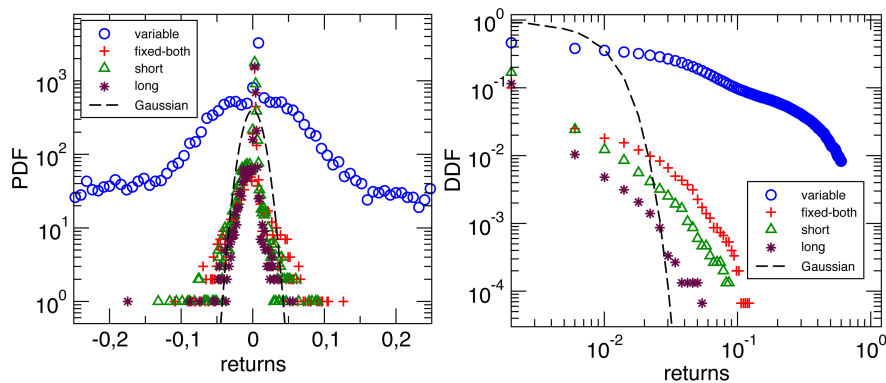 variable
fixed-both
short
long
Gaussian
PDF
10^3
10^2
10^1
10^0
-0,2
-0,1
0
0,1
0,2
returns
DDF
10^0
10^-1
10^-2
10^-3
10^-4
variable
fixed-both
short
long
Gaussian
10^-2
10^-1
10^0
returns